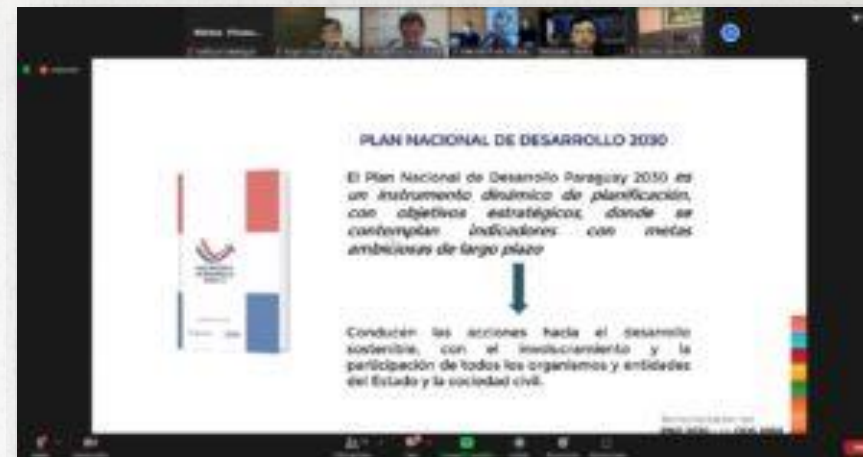 PLAN NACIONAL DE DESARROLLO 2030
El Plan Nacional de Desarrollo Paraguay 2030 es
un instrumento dinámico de planificación,
con objetivos estratégicos, donde se
contemplan indicadores con metas
ambiciosas de largo plazo
Conducen las acciones hacia el desarrollo
sostenible, con el involucramiento y la
participación de todos los organismos y entidades
del Estado y la sociedad civil.